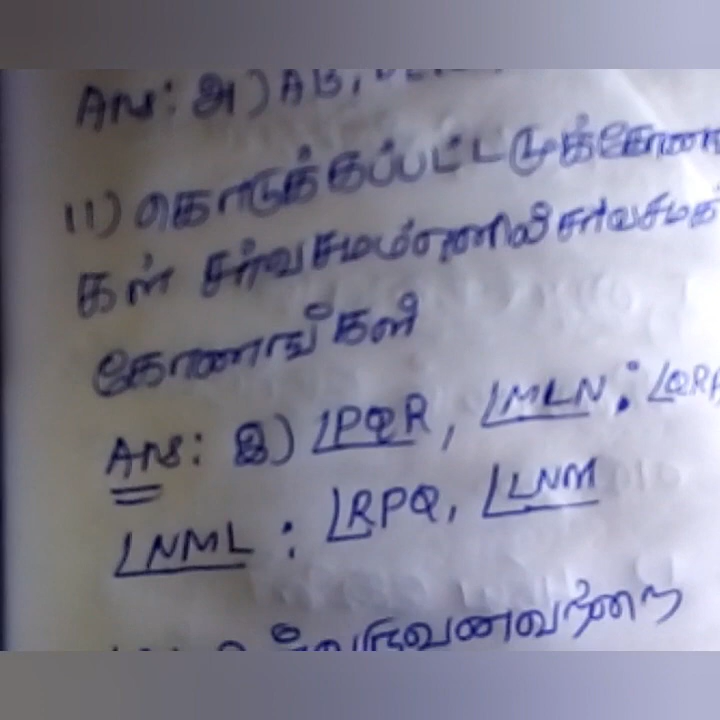 Ans: அ) AB,
11) கொடுக்கப்பட்ட முக்கோண
கள் சர்வசமம் எனில் சர்வசமக்
கோணங்கள்
Ans: இ) ∠PQR, ∠MLN; ∠QRP
∠NML ; ∠RPQ, ∠LNM